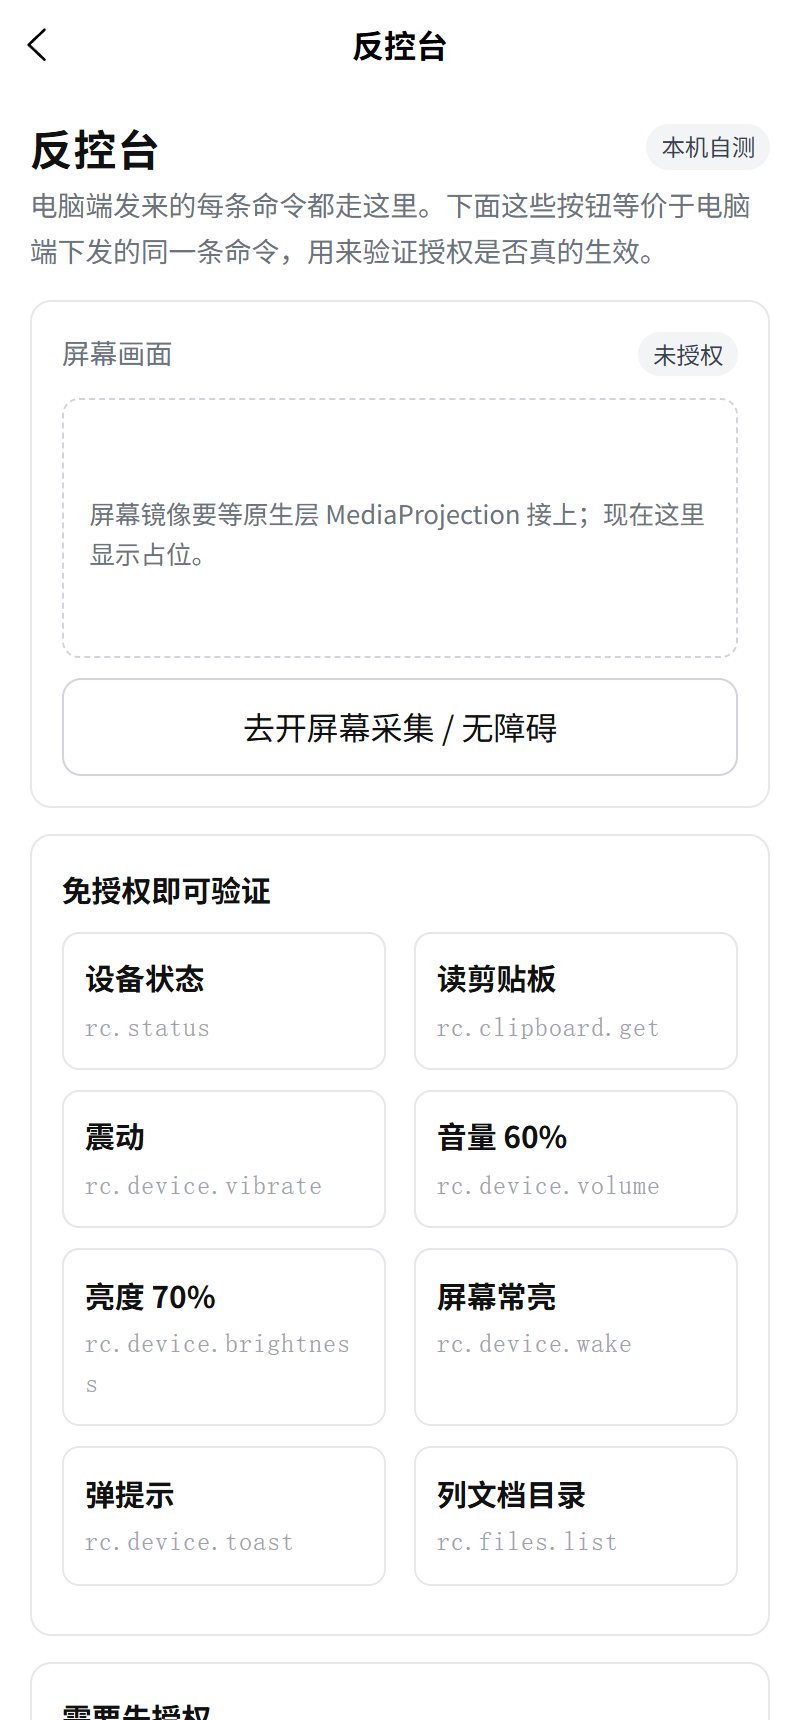 反控台
反控台
本机自测
电脑端发来的每条命令都走这里。下面这些按钮等价于电脑
端下发的同一条命令，用来验证授权是否真的生效。
屏幕画面
未授权
屏幕镜像要等原生层 MediaProjection 接上；现在这里
显示占位。
去开屏幕采集 / 无障碍
免授权即可验证
设备状态
rc.status
读剪贴板
rc.clipboard.get
震动
rc.device.vibrate
音量 60%
rc.device.volume
亮度 70%
rc.device.brightnes
s
屏幕常亮
rc.device.wake
弹提示
rc.device.toast
列文档目录
rc.files.list
需要先授权